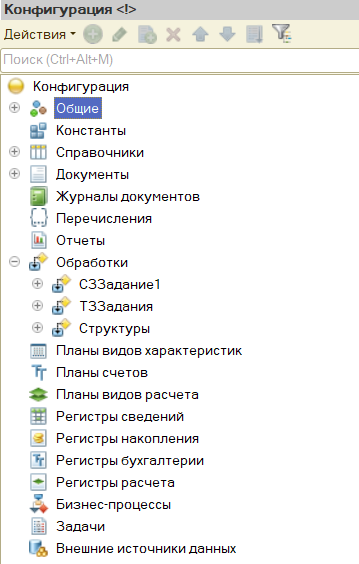 Конфигурация <!>
Действия
Поиск (Ctrl+Alt+M)
Конфигурация
Общие
Константы
Справочники
Документы
Журналы документов
Перечисления
Отчеты
Обработки
СЗЗадание1
ТЗЗадания
Структуры
Планы видов характеристик
Планы счетов
Планы видов расчета
Регистры сведений
Регистры накопления
Регистры бухгалтерии
Регистры расчета
Бизнес-процессы
Задачи
Внешние источники данных